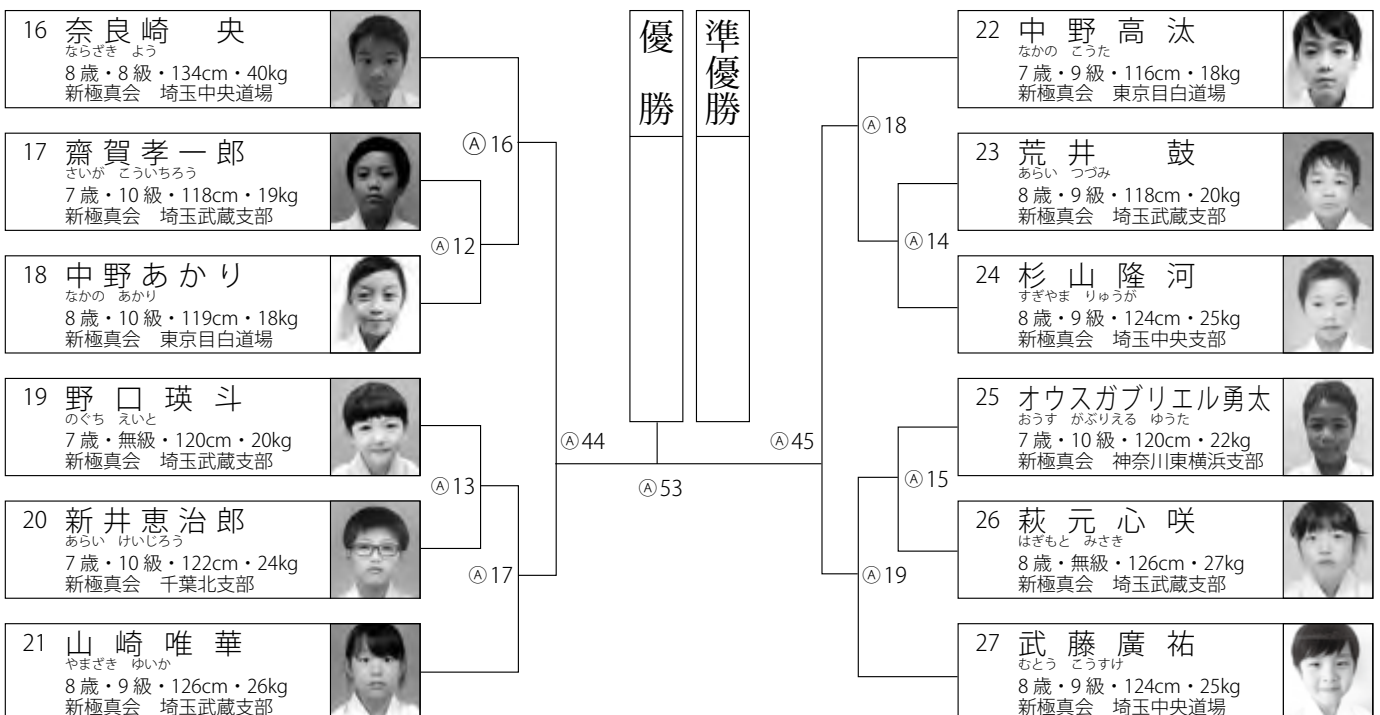 16 奈良崎 央
ならざき よう
8歳・8級・134cm・40kg
新極真会 埼玉中央道場
17 齋賀孝一郎
さいが こういちろう
7歳・10級・118cm・19kg
新極真会 埼玉武蔵支部
18 中野あかり
なかの あかり
8歳・10級・119cm・18kg
新極真会 東京目白道場
19 野口瑛斗
のぐち えいと
7歳・無級・120cm・20kg
新極真会 埼玉武蔵支部
20 新井恵治郎
あらい けいじろう
7歳・10級・122cm・24kg
新極真会 千葉北支部
21 山崎唯華
やまざき ゆいか
8歳・9級・126cm・26kg
新極真会 埼玉武蔵支部
Ⓐ16
Ⓐ12
Ⓐ13
Ⓐ17
Ⓐ44
優勝
準優勝
Ⓐ53
Ⓐ45
Ⓐ18
Ⓐ14
Ⓐ15
Ⓐ19
22 中野高汰
なかの こうた
7歳・9級・116cm・18kg
新極真会 東京目白道場
23 荒井 鼓
あらい つづみ
8歳・9級・118cm・20kg
新極真会 埼玉武蔵支部
24 杉山隆河
すぎやま りゅうが
8歳・9級・124cm・25kg
新極真会 埼玉中央支部
25 オウスガブリエル勇太
おうす がぶりえる ゆうた
7歳・10級・120cm・22kg
新極真会 神奈川東横浜支部
26 萩元心咲
はぎもと みさき
8歳・無級・126cm・27kg
新極真会 埼玉武蔵支部
27 武藤廣祐
むとう こうすけ
8歳・9級・124cm・25kg
新極真会 埼玉中央道場